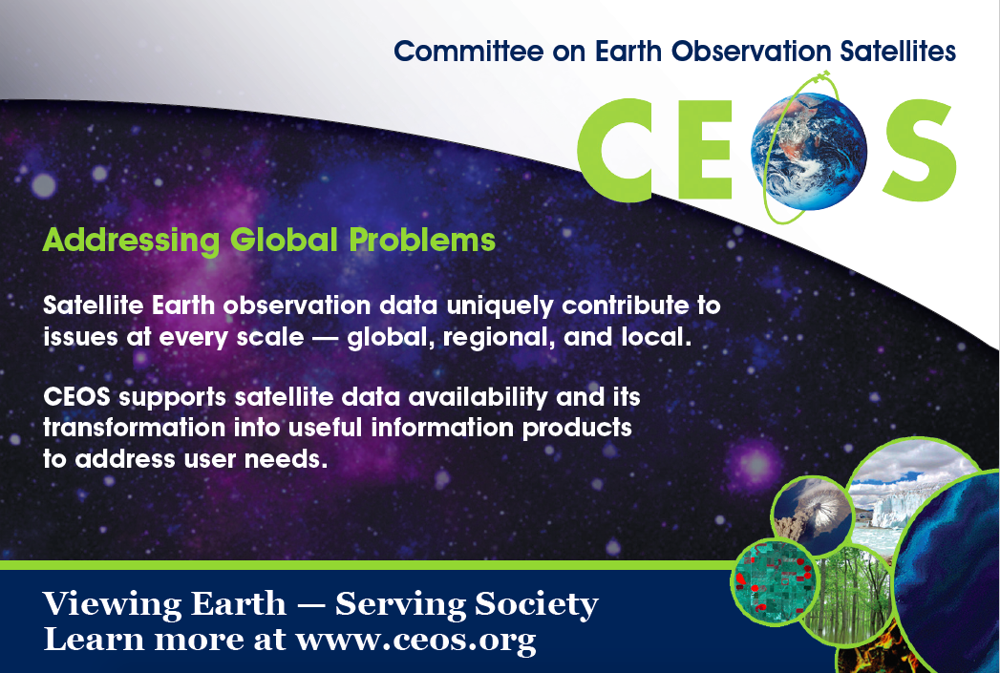 Committee on Earth Observation Satellites
CEOS
Addressing Global Problems
Satellite Earth observation data uniquely contribute to
issues at every scale — global, regional, and local.
CEOS supports satellite data availability and its
transformation into useful information products
to address user needs.
Viewing Earth — Serving Society
Learn more at www.ceos.org